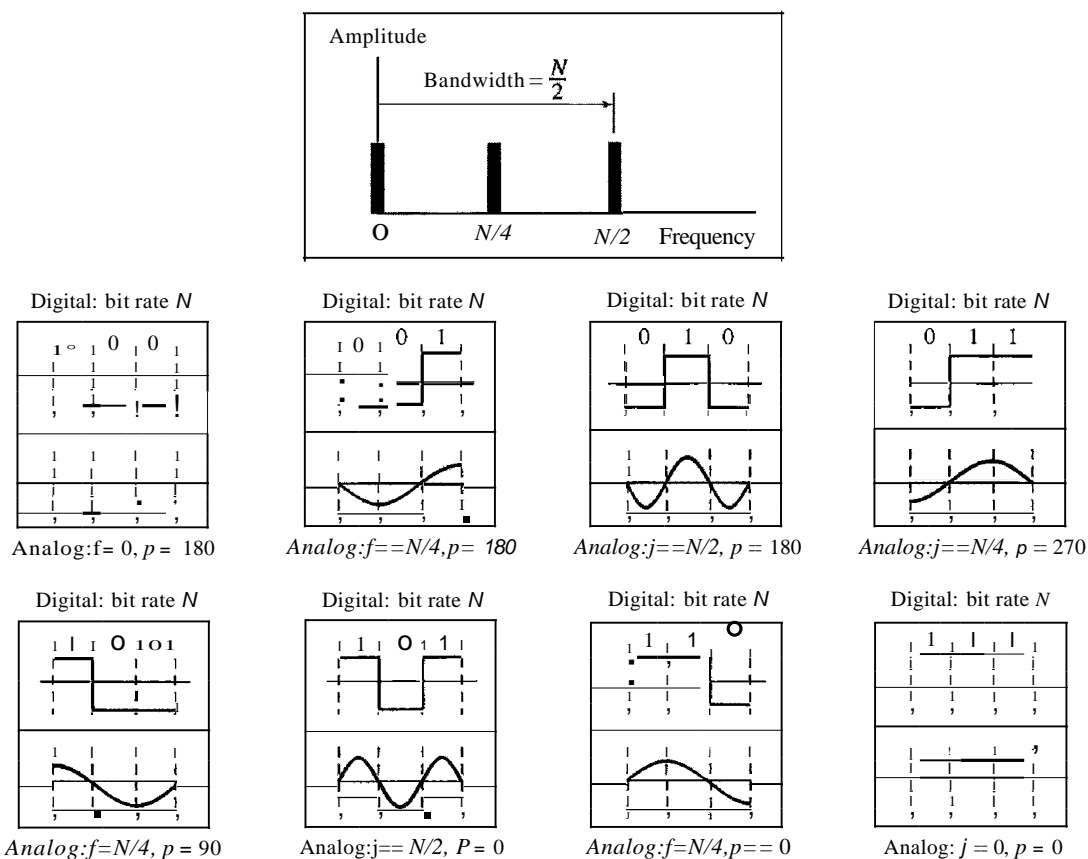 Amplitude
Bandwidth = N/2
O N/4 N/2 Frequency
Digital: bit rate N Digital: bit rate N Digital: bit rate N Digital: bit rate N
0 0
0 0 1
0 1 0
0 1 1
Analog:f= 0, p = 180 Analog:f==N/4,p= 180 Analog:j==N/2, p = 180 Analog:j==N/4, p = 270
Digital: bit rate N Digital: bit rate N Digital: bit rate N Digital: bit rate N
1 I I O 1 0 1
1 O 1
1 1 O
1 I I
Analog:f=N/4, p = 90 Analog:j== N/2, P = 0 Analog:f=N/4,p== 0 Analog: j = 0, p = 0